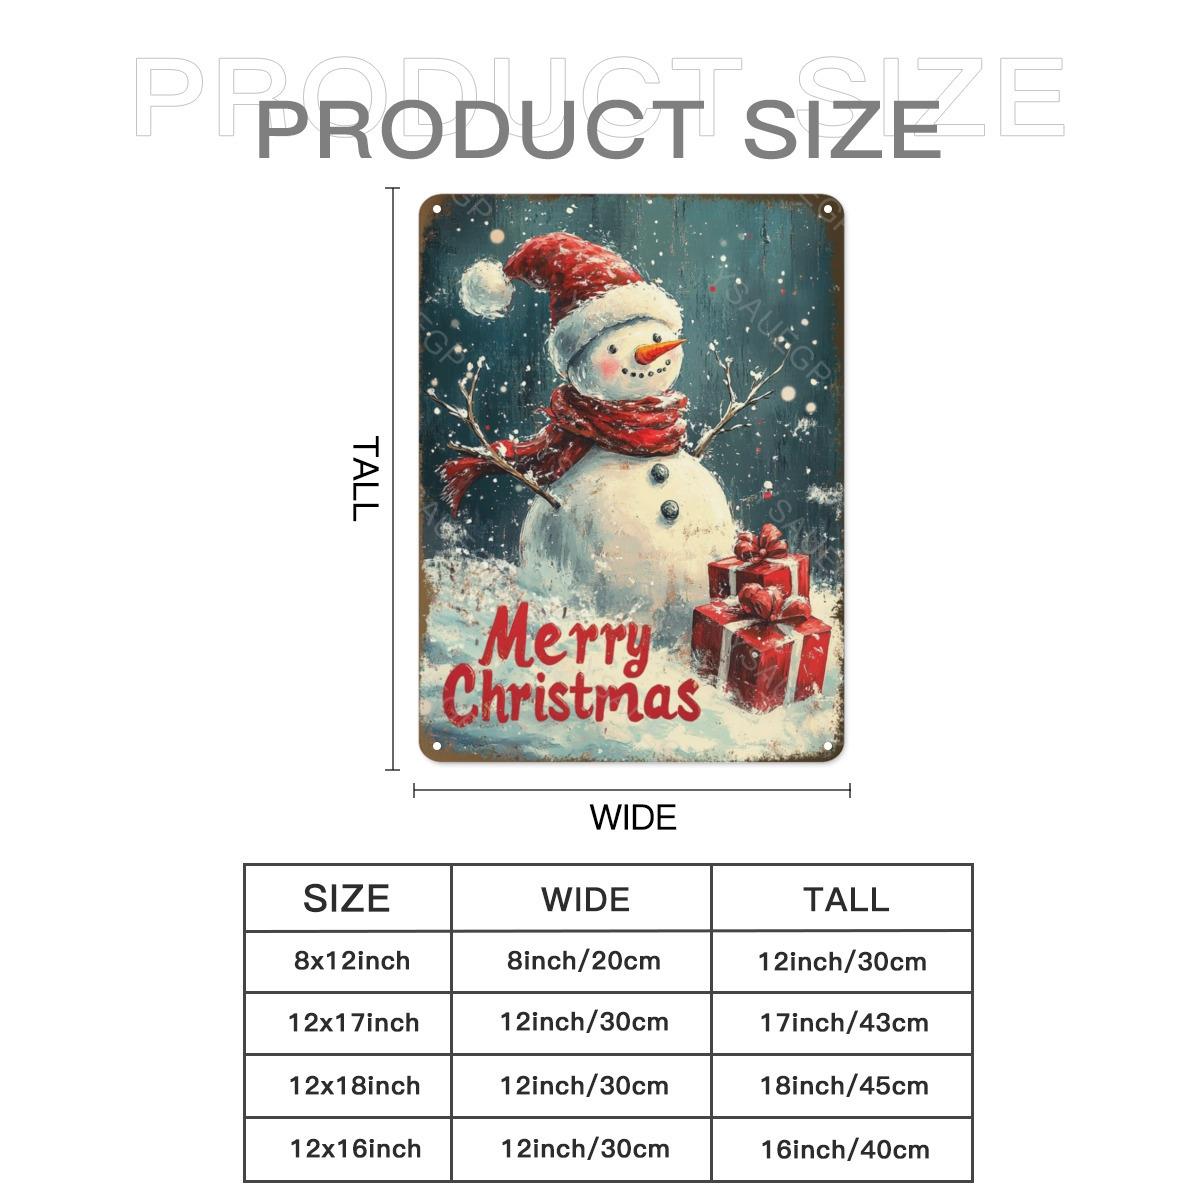 PRODUCT SIZE
PRODUCT SIZE
TALL
YSAUEGP
Merry
Christmas
WIDE
SIZE WIDE TALL
8x12inch 8inch/20cm 12inch/30cm
12x17inch 12inch/30cm 17inch/43cm
12x18inch 12inch/30cm 18inch/45cm
12x16inch 12inch/30cm 16inch/40cm